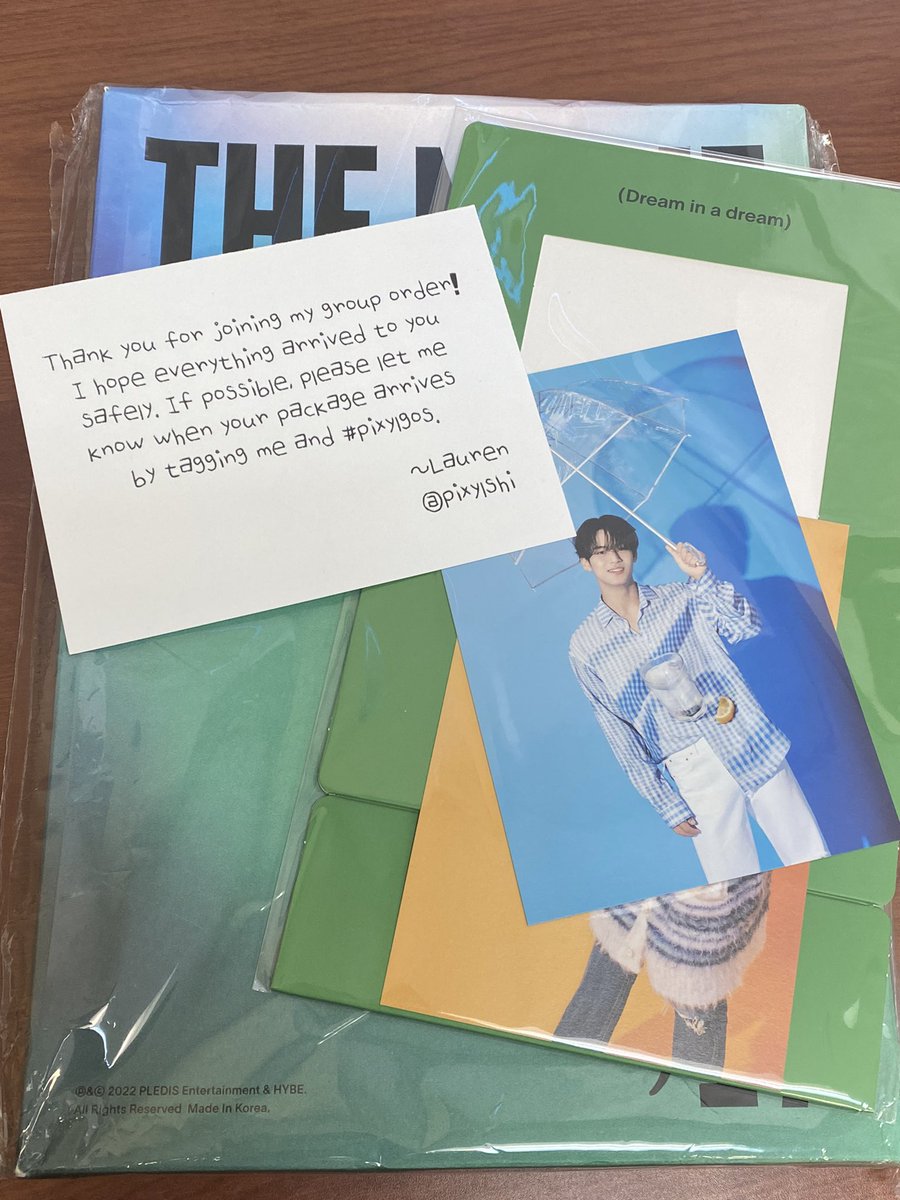 THE
(Dream in a dream)
Thank you for joining my group order!
I hope everything arrived to you
safely. If possible, please let me
know when your package arrives
by tagging me and #pixylgos.
~Lauren
@pixylshi
©&℗ 2022 PLEDIS Entertainment & HYBE.
All Rights Reserved Made In Korea.